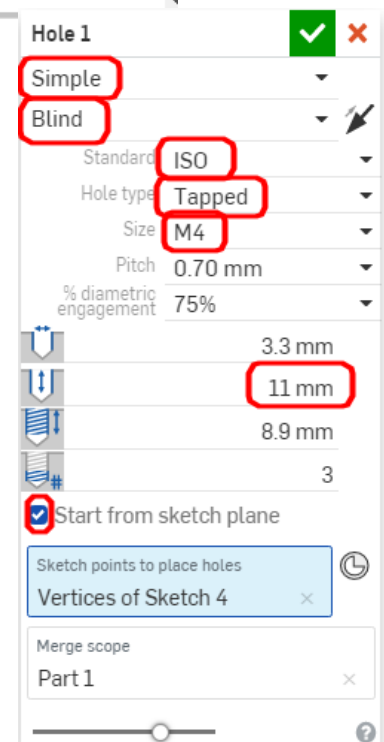 Hole 1
Simple
Blind
Standard ISO
Hole type Tapped
Size M4
Pitch 0.70 mm
% diametric
engagement 75%
3.3 mm
11 mm
8.9 mm
# 3
Start from sketch plane
Sketch points to place holes
Vertices of Sketch 4
Merge scope
Part 1